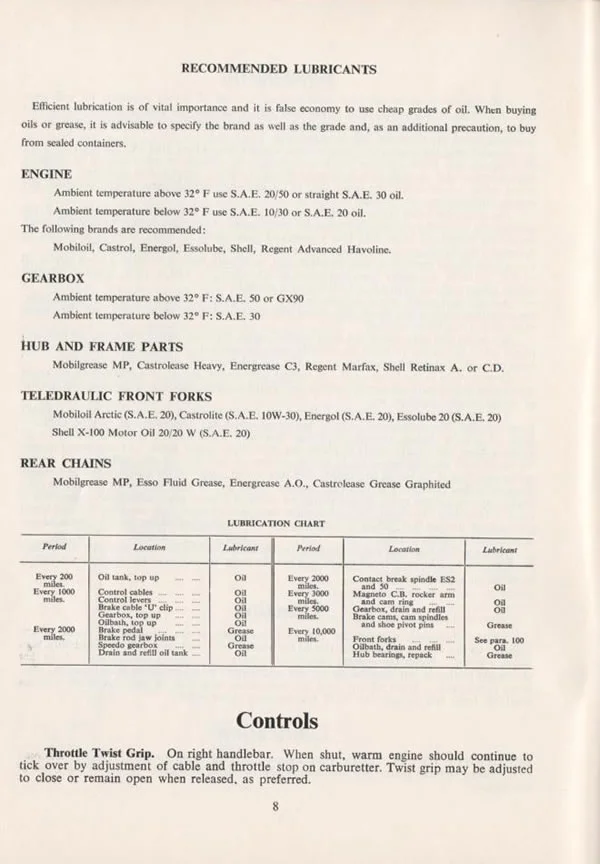 RECOMMENDED LUBRICANTS
Efficient lubrication is of vital importance and it is false economy to use cheap grades of oil. When buying
oils or grease, it is advisable to specify the brand as well as the grade and, as an additional precaution, to buy
from sealed containers.
ENGINE
Ambient temperature above 32° F use S.A.E. 20/50 or straight S.A.E. 30 oil.
Ambient temperature below 32° F use S.A.E. 10/30 or S.A.E. 20 oil.
The following brands are recommended:
Mobiloil, Castrol, Energol, Essolube, Shell, Regent Advanced Havoline.
GEARBOX
Ambient temperature above 32° F: S.A.E. 50 or GX90
Ambient temperature below 32° F: S.A.E. 30
HUB AND FRAME PARTS
Mobilgrease MP, Castrolease Heavy, Energrease C3, Regent Marfax, Shell Retinax A. or C.D.
TELEDRAULIC FRONT FORKS
Mobiloil Arctic (S.A.E. 20), Castrolite (S.A.E. 10W-30), Energol (S.A.E. 20), Essolube 20 (S.A.E. 20)
Shell X-100 Motor Oil 20/20 W (S.A.E. 20)
REAR CHAINS
Mobilgrease MP, Esso Fluid Grease, Energrease A.O., Castrolease Grease Graphited
LUBRICATION CHART
Period Location Lubricant Period Location Lubricant
Every 200 miles. Oil tank, top up .... .... Oil
Every 1000 miles. Control cables .... .... .... Oil
Control levers .... .... .... Oil
Brake cable 'U' clip .... .... Oil
Gearbox, top up .... .... Oil
Oilbath, top up .... .... Oil
Every 2000 miles. Brake pedal .... .... .... Grease
Brake rod jaw joints .... Oil
Speedo gearbox .... .... Grease
Drain and refill oil tank .... Oil
Every 2000 miles. Contact break spindle ES2
and 50 .... .... .... .... Oil
Every 3000 miles. Magneto C.B. rocker arm
and cam ring .... .... Oil
Every 5000 miles. Gearbox, drain and refill Oil
Brake cams, cam spindles
and shoe pivot pins .... Grease
Every 10,000 miles. Front forks .... .... .... See para. 100
Oilbath, drain and refill Oil
Hub bearings, repack .... Grease
Controls
Throttle Twist Grip. On right handlebar. When shut, warm engine should continue to
tick over by adjustment of cable and throttle stop on carburetter. Twist grip may be adjusted
to close or remain open when released, as preferred.
8